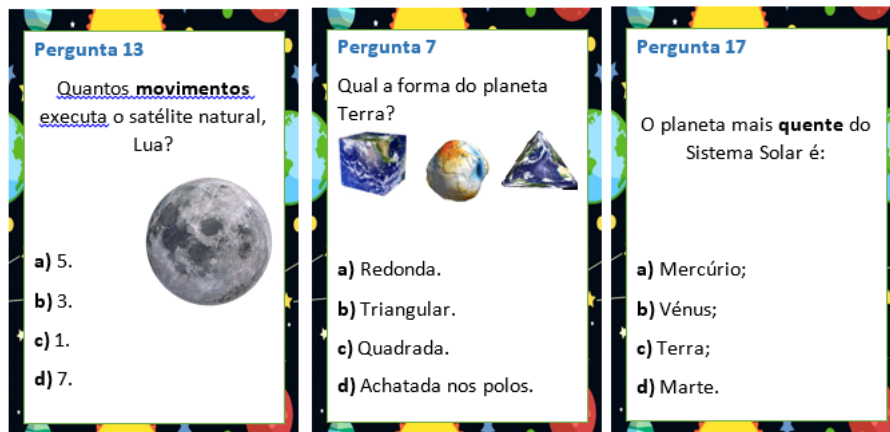 Pergunta 13
Quantos movimentos
executa o satélite natural,
Lua?
a) 5.
b) 3.
c) 1.
d) 7.
Pergunta 7
Qual a forma do planeta
Terra?
a) Redonda.
b) Triangular.
c) Quadrada.
d) Achatada nos polos.
Pergunta 17
O planeta mais quente do
Sistema Solar é:
a) Mercúrio;
b) Vénus;
c) Terra;
d) Marte.